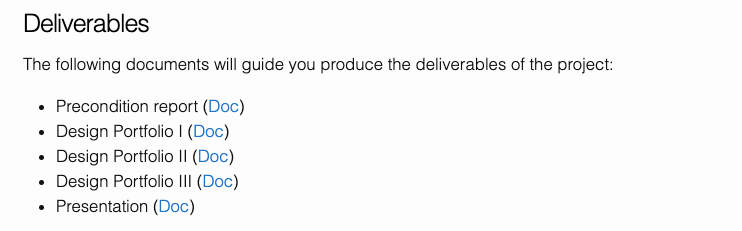 Deliverables
The following documents will guide you produce the deliverables of the project:
• Precondition report (Doc)
• Design Portfolio I (Doc)
• Design Portfolio II (Doc)
• Design Portfolio III (Doc)
• Presentation (Doc)